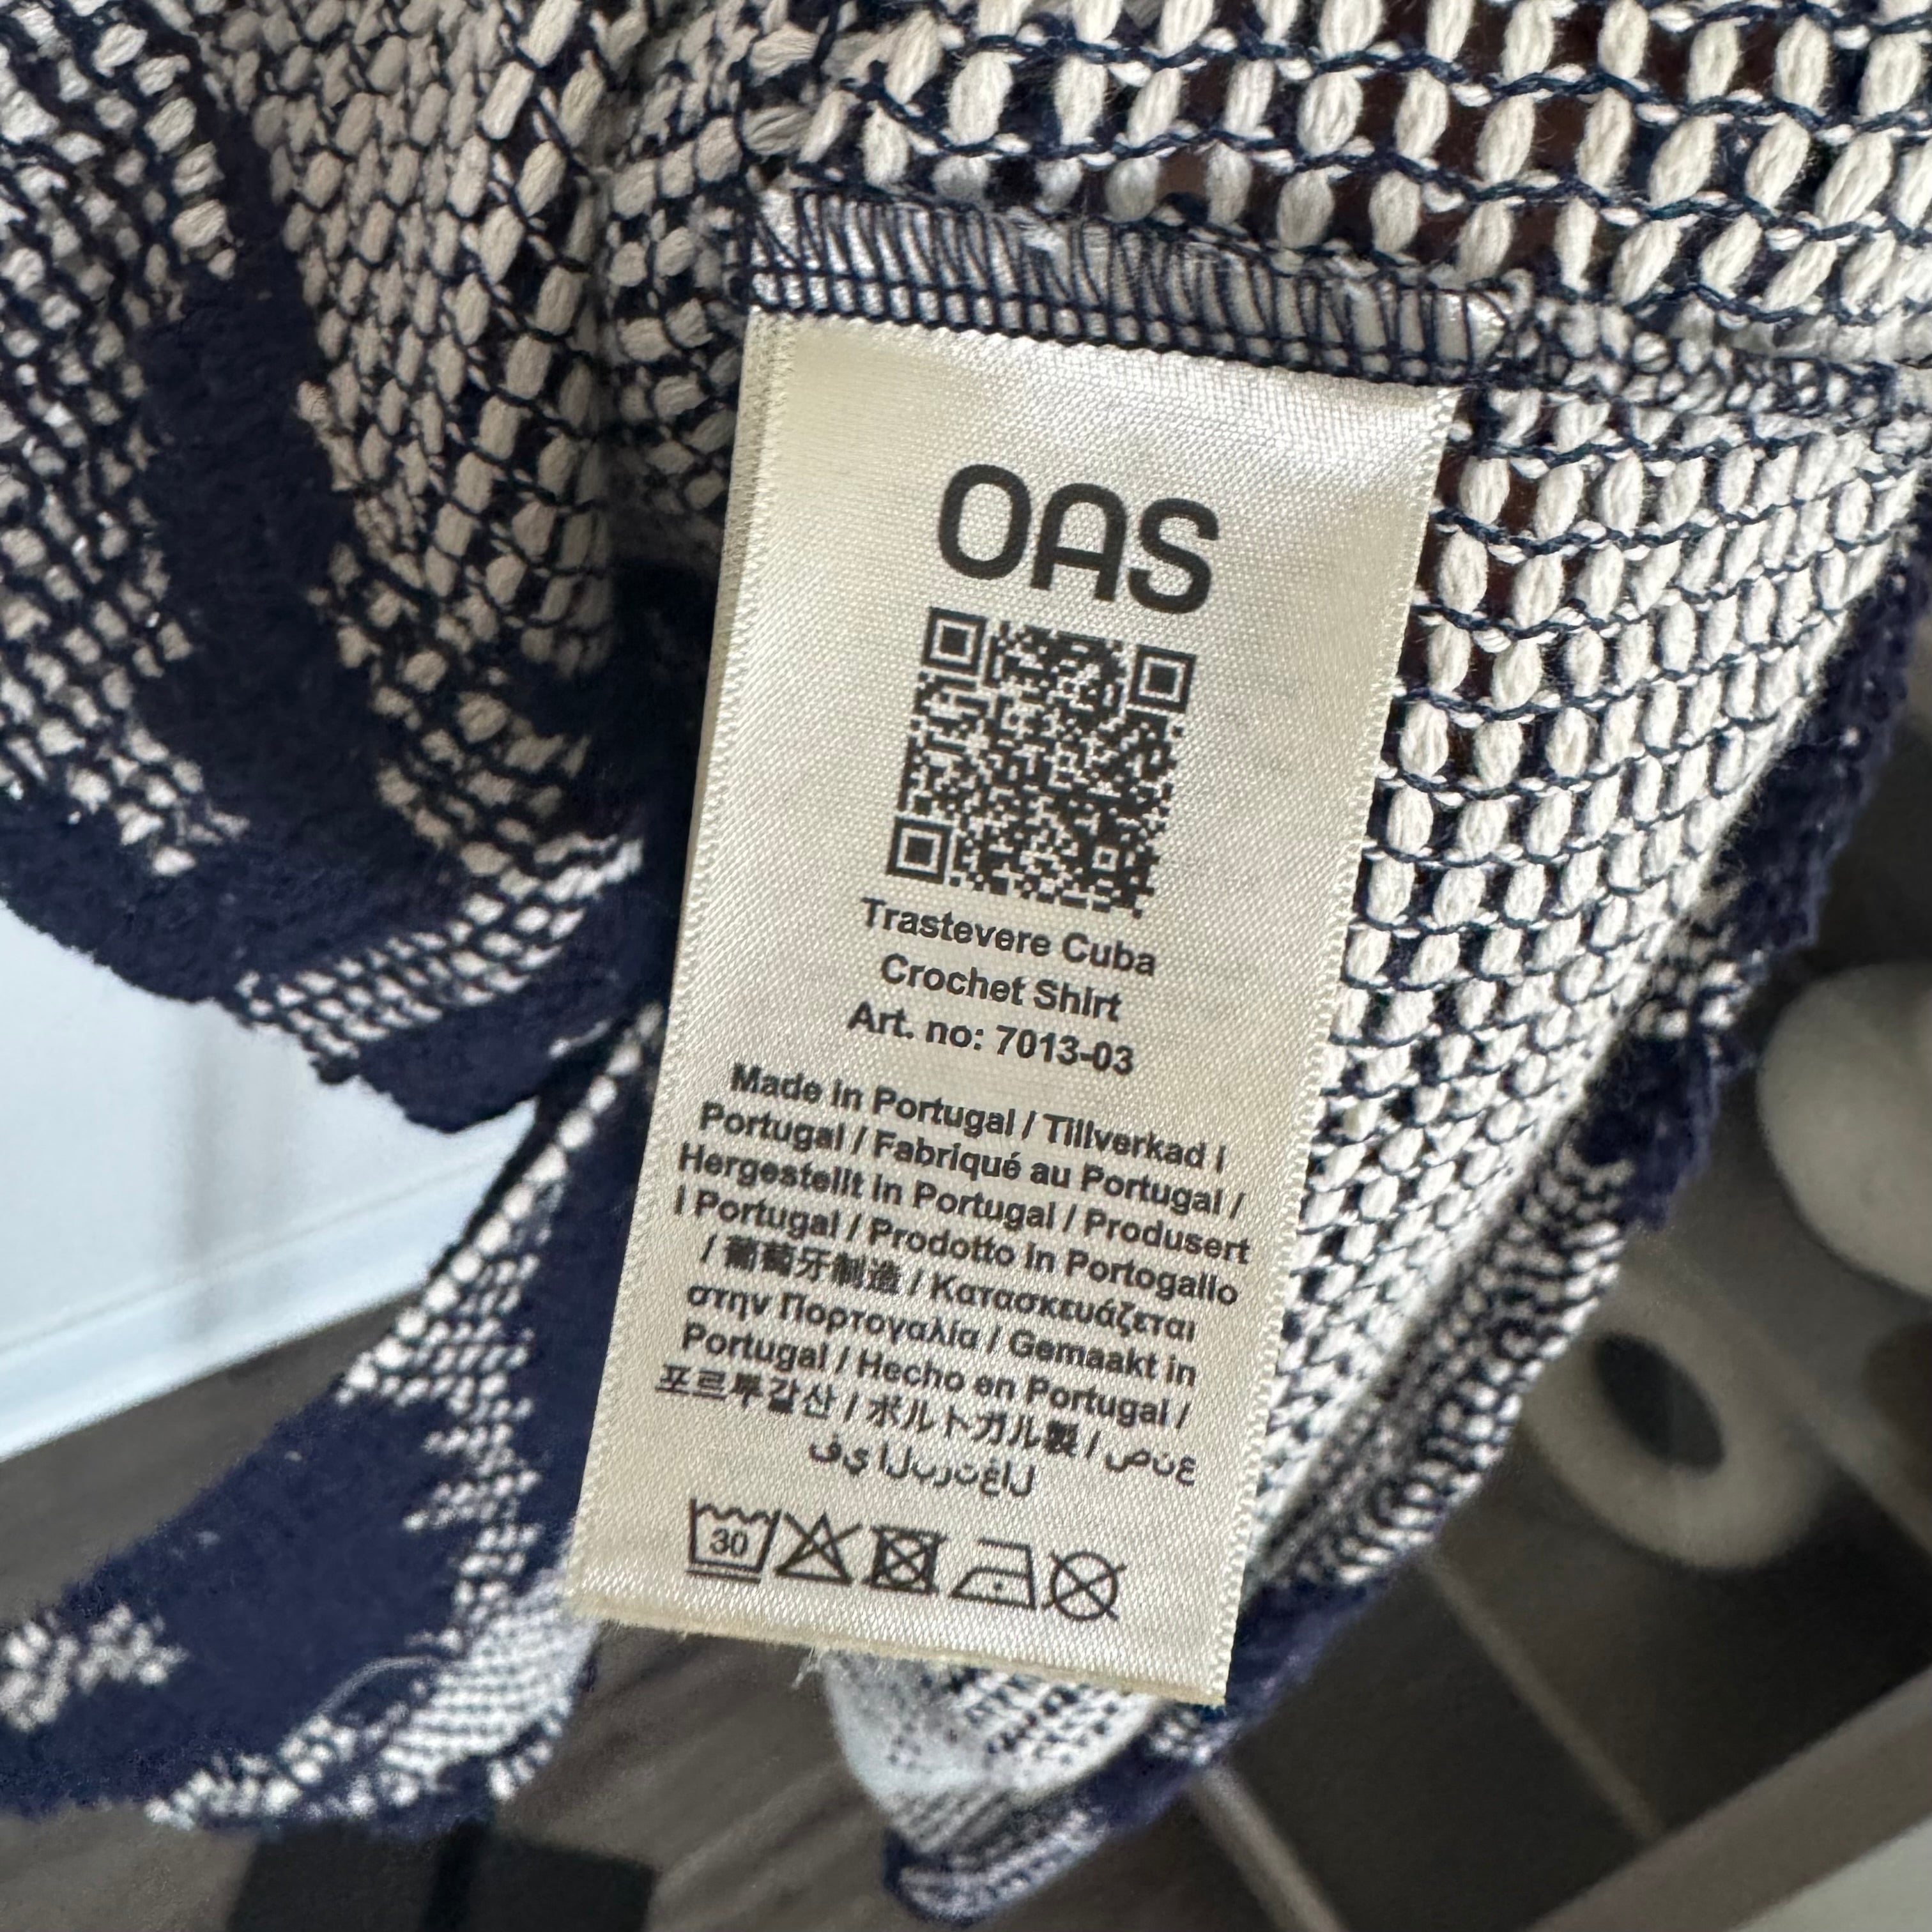 OAS
Trastevere Cuba
Crochet Shirt
Art. no: 7013-03
Made in Portugal / Tillverkad i
Portugal / Fabriqué au Portugal /
Hergestellt in Portugal / Produsert
i Portugal / Prodotto in Portogallo
/ 葡萄牙制造 / Κατασκευάζεται
στην Πορτογαλία / Gemaakt in
Portugal / Hecho en Portugal /
포르투갈산 / ポルトガル製 / صنع
في البرتغال
30